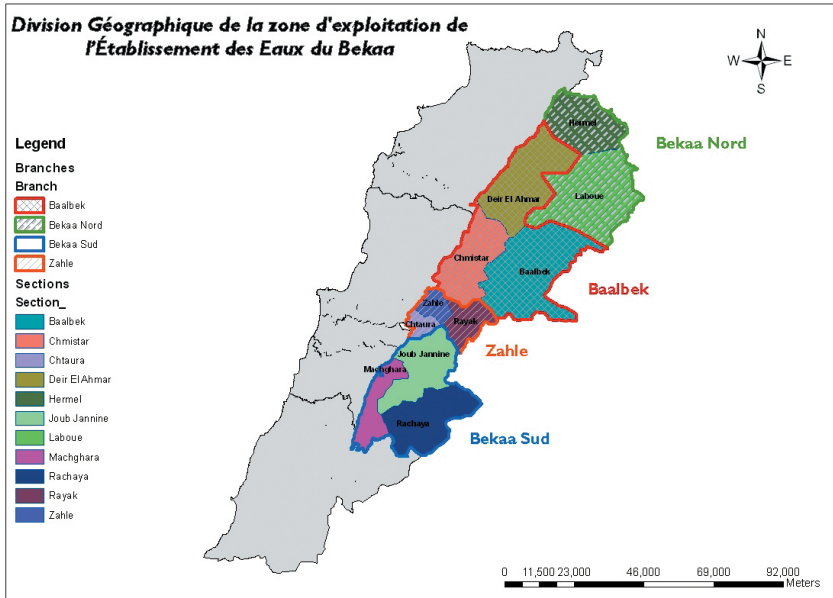 Division Géographique de la zone d'exploitation de
l'Établissement des Eaux du Bekaa
N
W E
S
Legend
Branches
Branch
Baalbek
Bekaa Nord
Bekaa Sud
Zahle
Sections
Section_
Baalbek
Chmistar
Chtaura
Deir El Ahmar
Hermel
Joub Jannine
Laboue
Machghara
Rachaya
Rayak
Zahle
Hermel
Bekaa Nord
Deir El Ahmar
Laboue
Chmistar
Baalbek
Baalbek
Zahle
Chtaura
Rayak
Zahle
Joub Jannine
Machghara
Rachaya
Bekaa Sud
0 11,500 23,000 46,000 69,000 92,000
Meters